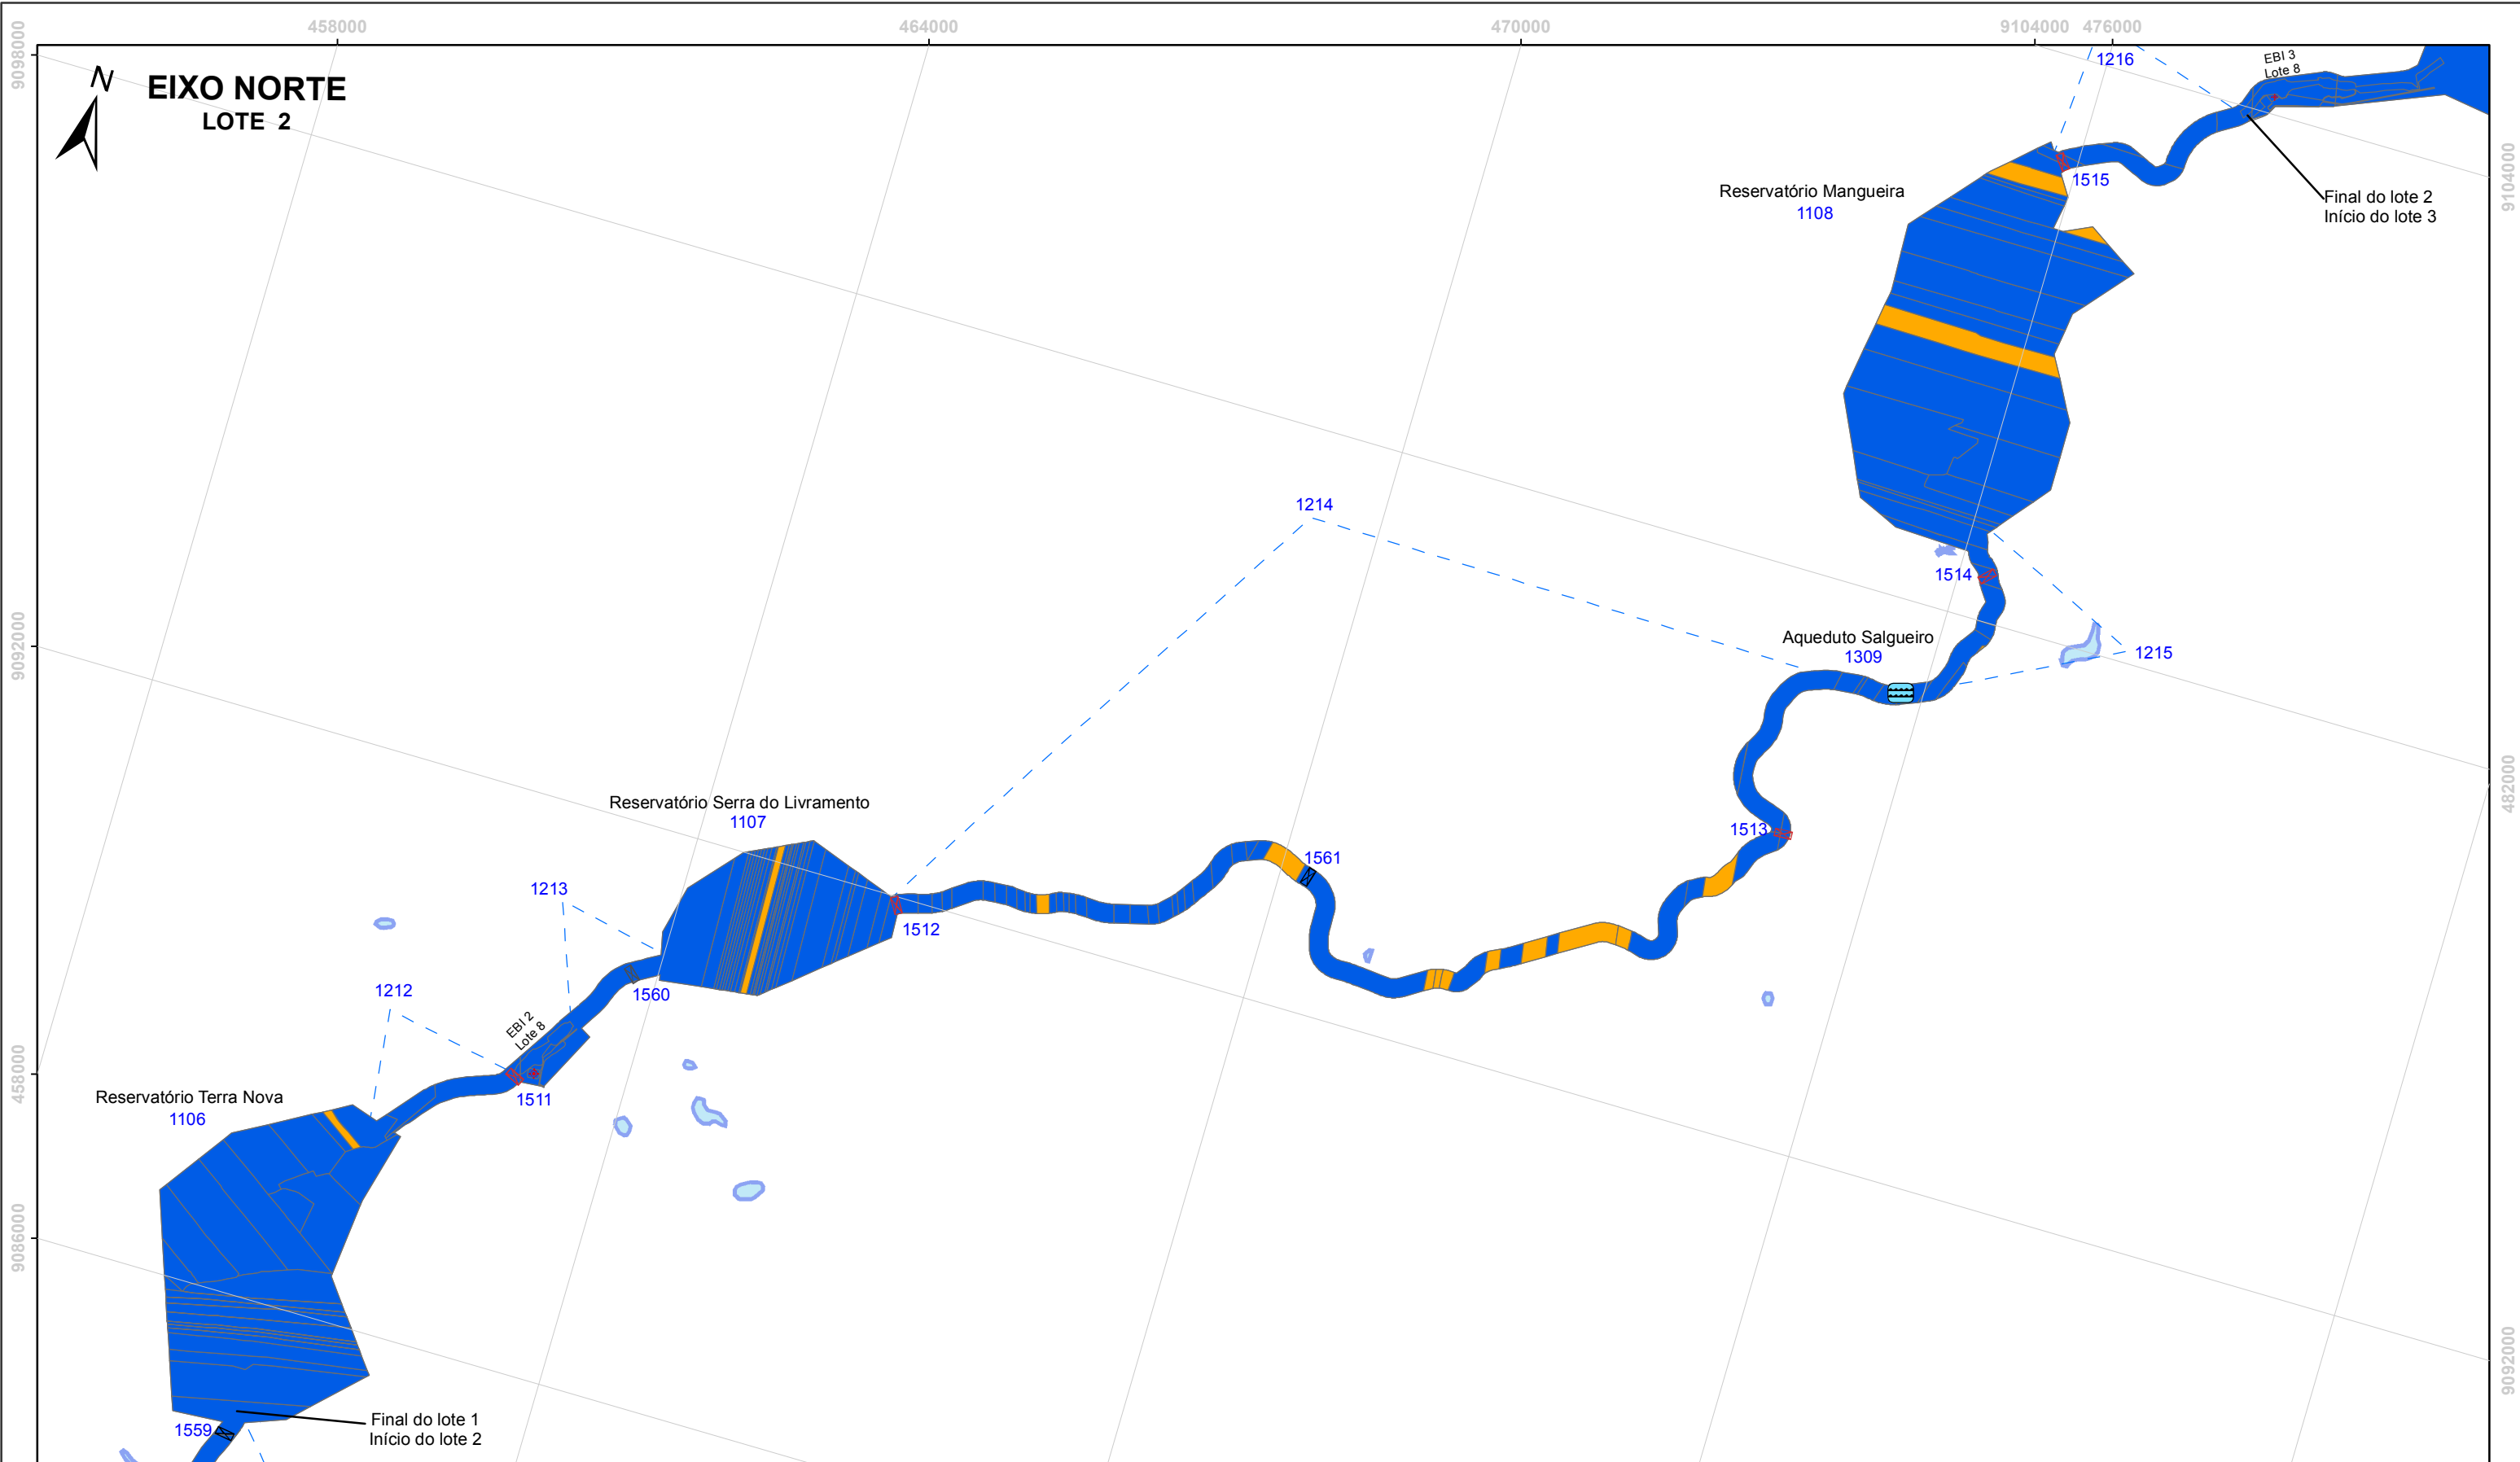 458000
464000
470000
9104000 476000
9098000
EIXO NORTE
LOTE 2
N
1216
EBI 3
Lote 8
9104000
1515
Reservatório Mangueira
1108
Final do lote 2
Início do lote 3
1214
1514
9092000
Aqueduto Salgueiro
1309
1215
482000
Reservatório Serra do Livramento
1107
1513
1561
1213
1512
1212
1560
EBI 2
Lote 8
458000
Reservatório Terra Nova
1106
1511
9086000
9092000
Final do lote 1
Início do lote 2
1559